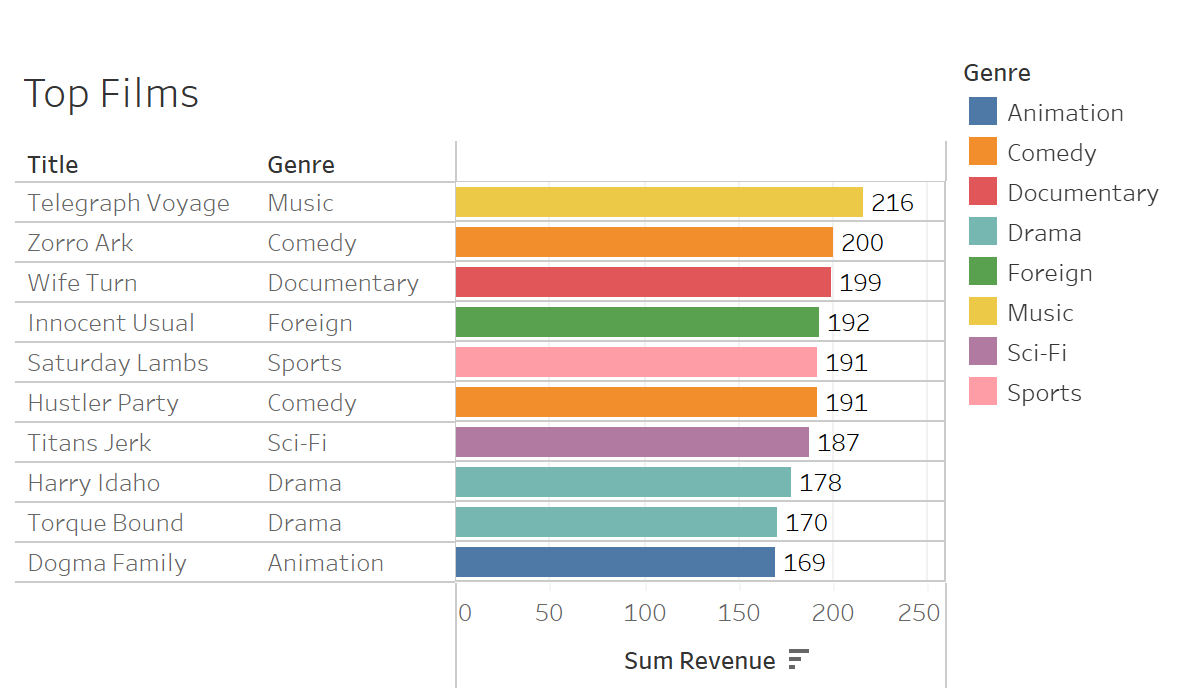 Top Films
Title Genre
Telegraph Voyage Music 216
Zorro Ark Comedy 200
Wife Turn Documentary 199
Innocent Usual Foreign 192
Saturday Lambs Sports 191
Hustler Party Comedy 191
Titans Jerk Sci-Fi 187
Harry Idaho Drama 178
Torque Bound Drama 170
Dogma Family Animation 169
0 50 100 150 200 250
Sum Revenue
Genre
Animation
Comedy
Documentary
Drama
Foreign
Music
Sci-Fi
Sports